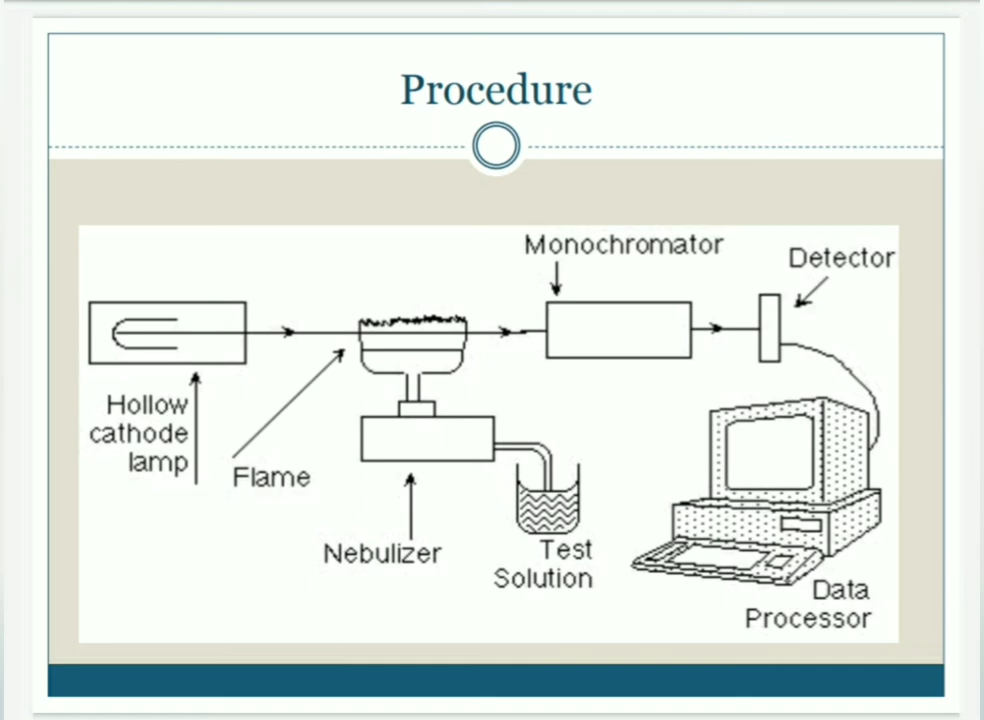 Procedure
Monochromator
Detector
Hollow
cathode
lamp
Flame
Nebulizer
Test
Solution
Data
Processor